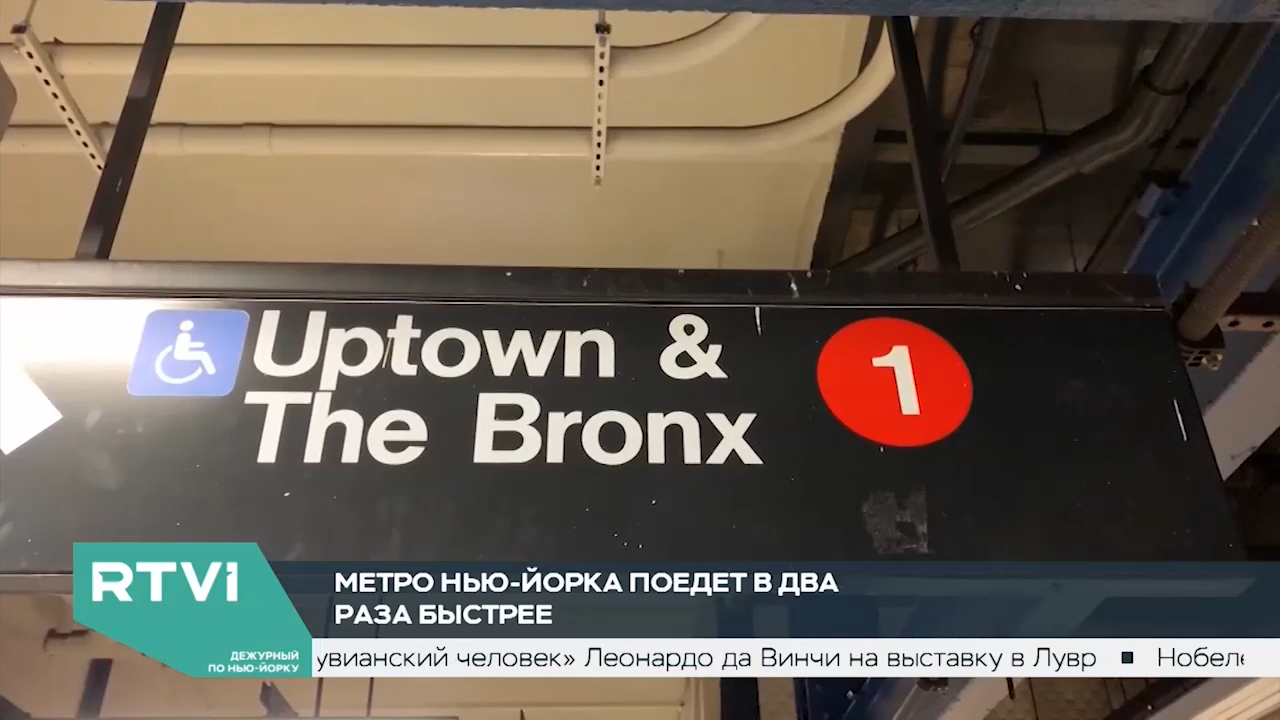 Uptown &
The Bronx
1
RTVi
ДЕЖУРНЫЙ
ПО НЬЮ-ЙОРКУ
МЕТРО НЬЮ-ЙОРКА ПОЕДЕТ В ДВА
РАЗА БЫСТРЕЕ
увианский человек» Леонардо да Винчи на выставку в Лувр ■ Нобеле